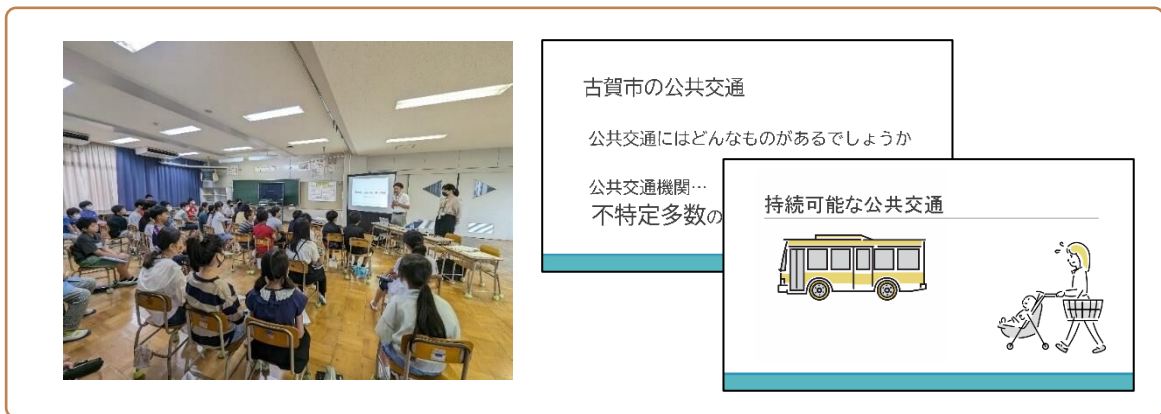 古賀市の公共交通
公共交通にはどんなものがあるでしょうか
公共交通機関…
不特定多数の
持続可能な公共交通